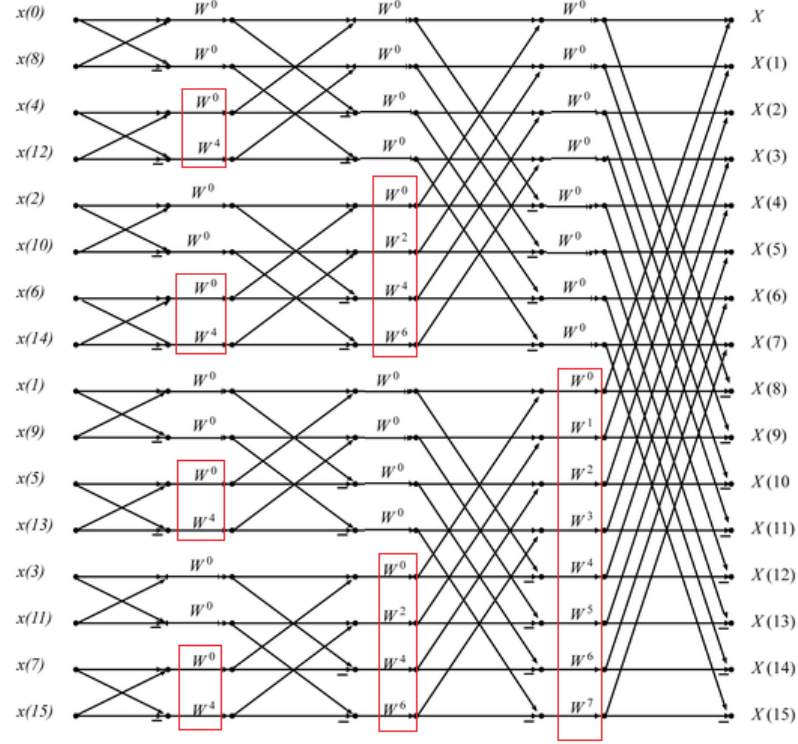 x(0) W⁰ W⁰ W⁰ X
x(8) W⁰ W⁰ W⁰ X(1)
x(4) W⁰ W⁰ W⁰ X(2)
x(12) W⁴ W⁰ W⁰ X(3)
x(2) W⁰ W⁰ W⁰ X(4)
x(10) W⁰ W² W⁰ X(5)
x(6) W⁰ W⁴ W⁰ X(6)
x(14) W⁴ W⁶ W⁰ X(7)
x(1) W⁰ W⁰ W⁰ X(8)
x(9) W⁰ W⁰ W¹ X(9)
x(5) W⁰ W⁰ W² X(10
x(13) W⁴ W⁰ W³ X(11)
x(3) W⁰ W⁰ W⁴ X(12)
x(11) W⁰ W² W⁵ X(13)
x(7) W⁰ W⁴ W⁶ X(14)
x(15) W⁴ W⁶ W⁷ X(15)